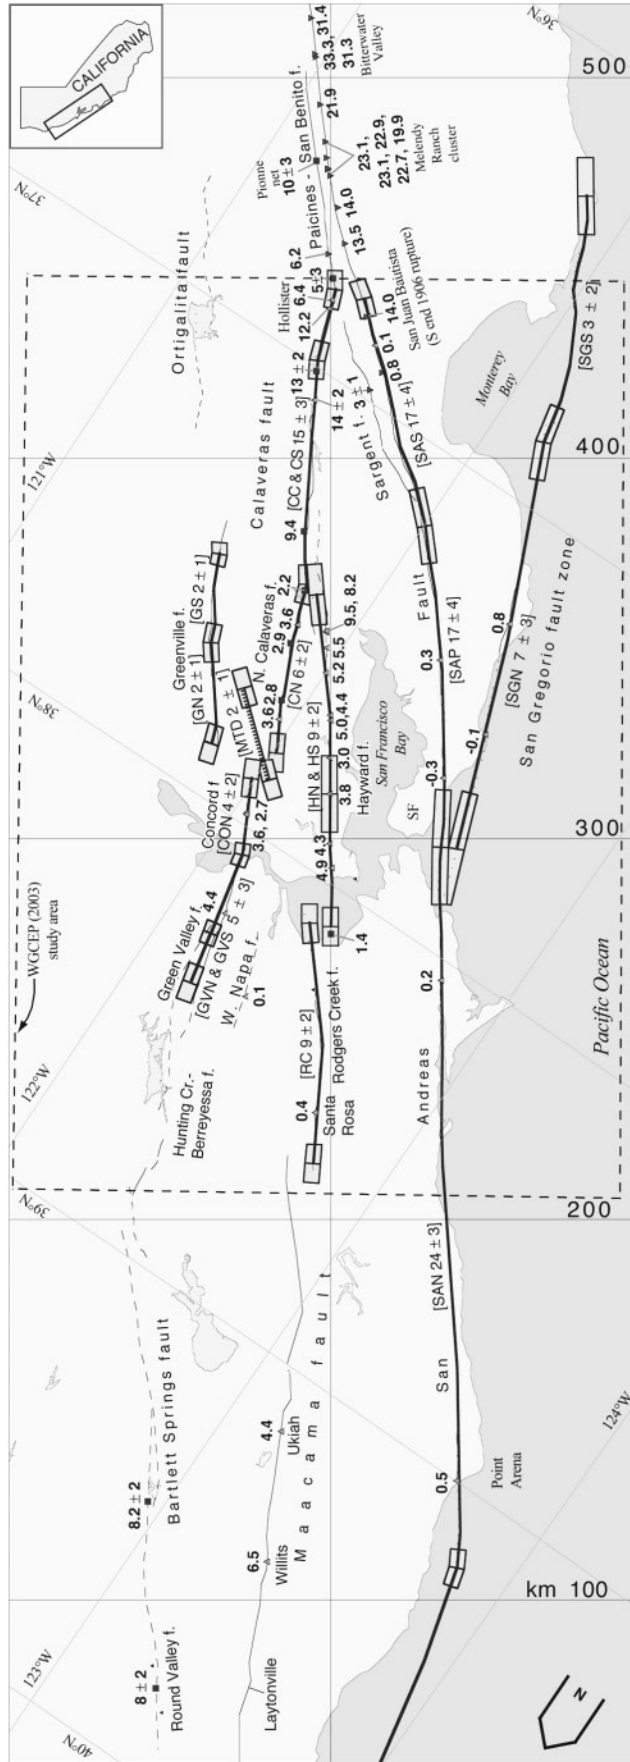 CALIFORNIA
40°N
123°W
39°N
122°W
38°N
121°W
37°N
36°N
124°W
WGCEP (2003)
study area
8 ± 2
Round Valley f.
8.2 ± 2
Bartlett Springs fault
Laytonville
6.5
Willits
4.4
Ukiah
Maacama fault
Hunting Cr.-
Berreyessa f.
Green Valley f.
4.4
[GVN & GVS 5 ± 3]
W. Napa f.
0.1
Concord f
[CON 4 ± 2]
3.6, 2.7
Greenville f.
[GN 2 ± 1]
[GS 2 ± 1]
[MTD 2 ± 1]
Ortigalita fault
N. Calaveras f.
3.6
2.8
2.9
3.6
2.2
[CN 6 ± 2]
Calaveras fault
9.4
[CC & CS 15 ± 3]
14 ± 2
13 ± 2
12.2
6.4
5±3
6.2
Hollister
Paicines - San Benito f.
Pionne
net
10 ± 3
21.9
33.3, 31.4
31.3
Bitterwater
Valley
23.1,
23.1, 22.9,
22.7, 19.9
Melendy
Ranch
cluster
14.0
13.5
14.0
San Juan Bautista
(S end 1906 rupture)
0.4
Santa
Rosa
[RC 9 ± 2]
Rodgers Creek f.
1.4
4.9
4.3
3.8
3.0
5.0,
4.4
5.2
5.5
9.5, 8.2
[HN & HS 9 ± 2]
Hayward f.
San Francisco
Bay
SF
Sargent f.
3 ± 1
0.8
0.1
[SAS 17 ± 4]
[SAP 17 ± 4]
0.3
-0.3
0.2
0.5
San
Andreas
Fault
[SAN 24 ± 3]
Point
Arena
-0.1
0.8
[SGN 7 ± 3]
San Gregorio fault zone
[SGS 3 ± 2]
Monterey
Bay
Pacific Ocean
km 100
200
300
400
500
N